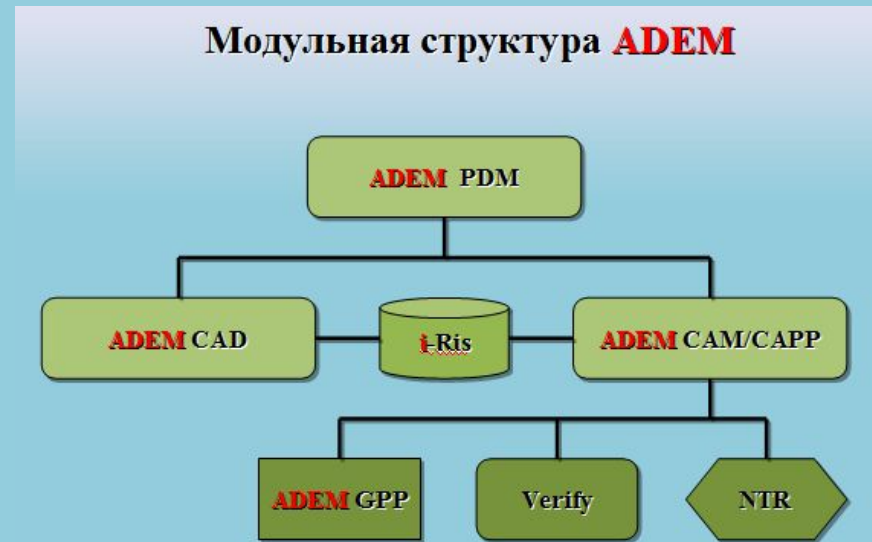 Модульная структура ADEM
ADEM PDM
ADEM CAD
i-Ris
ADEM CAM/CAPP
ADEM GPP
Verify
NTR